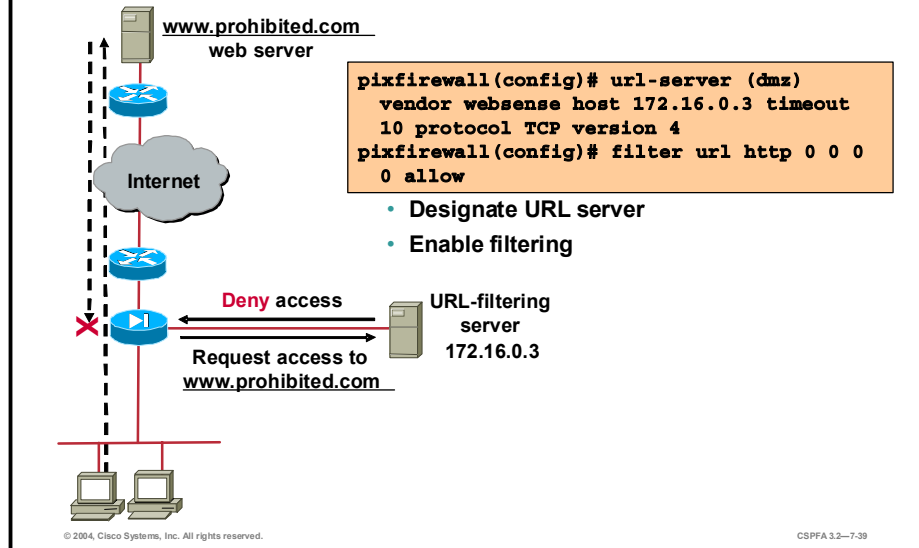 www.prohibited.com
web server
pixfirewall(config)# url-server (dmz)
vendor websense host 172.16.0.3 timeout
10 protocol TCP version 4
pixfirewall(config)# filter url http 0 0 0
0 allow
Internet
• Designate URL server
• Enable filtering
Deny access
URL-filtering
server
172.16.0.3
X
Request access to
www.prohibited.com
© 2004, Cisco Systems, Inc. All rights reserved.
CSPFA 3.2—7-39